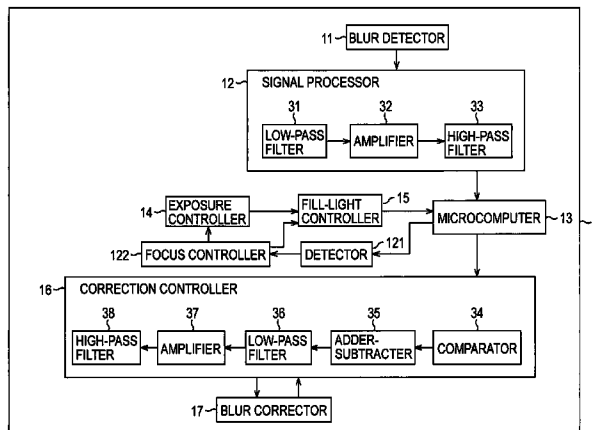 11
BLUR DETECTOR
12
SIGNAL PROCESSOR
31
32
33
LOW-PASS
FILTER
AMPLIFIER
HIGH-PASS
FILTER
14
EXPOSURE
CONTROLLER
FILL-LIGHT
CONTROLLER
15
MICROCOMPUTER
13
122
FOCUS CONTROLLER
DETECTOR
121
16
CORRECTION CONTROLLER
38
37
36
35
34
HIGH-PASS
FILTER
AMPLIFIER
LOW-PASS
FILTER
ADDER-
SUBTRACTER
COMPARATOR
17
BLUR CORRECTOR